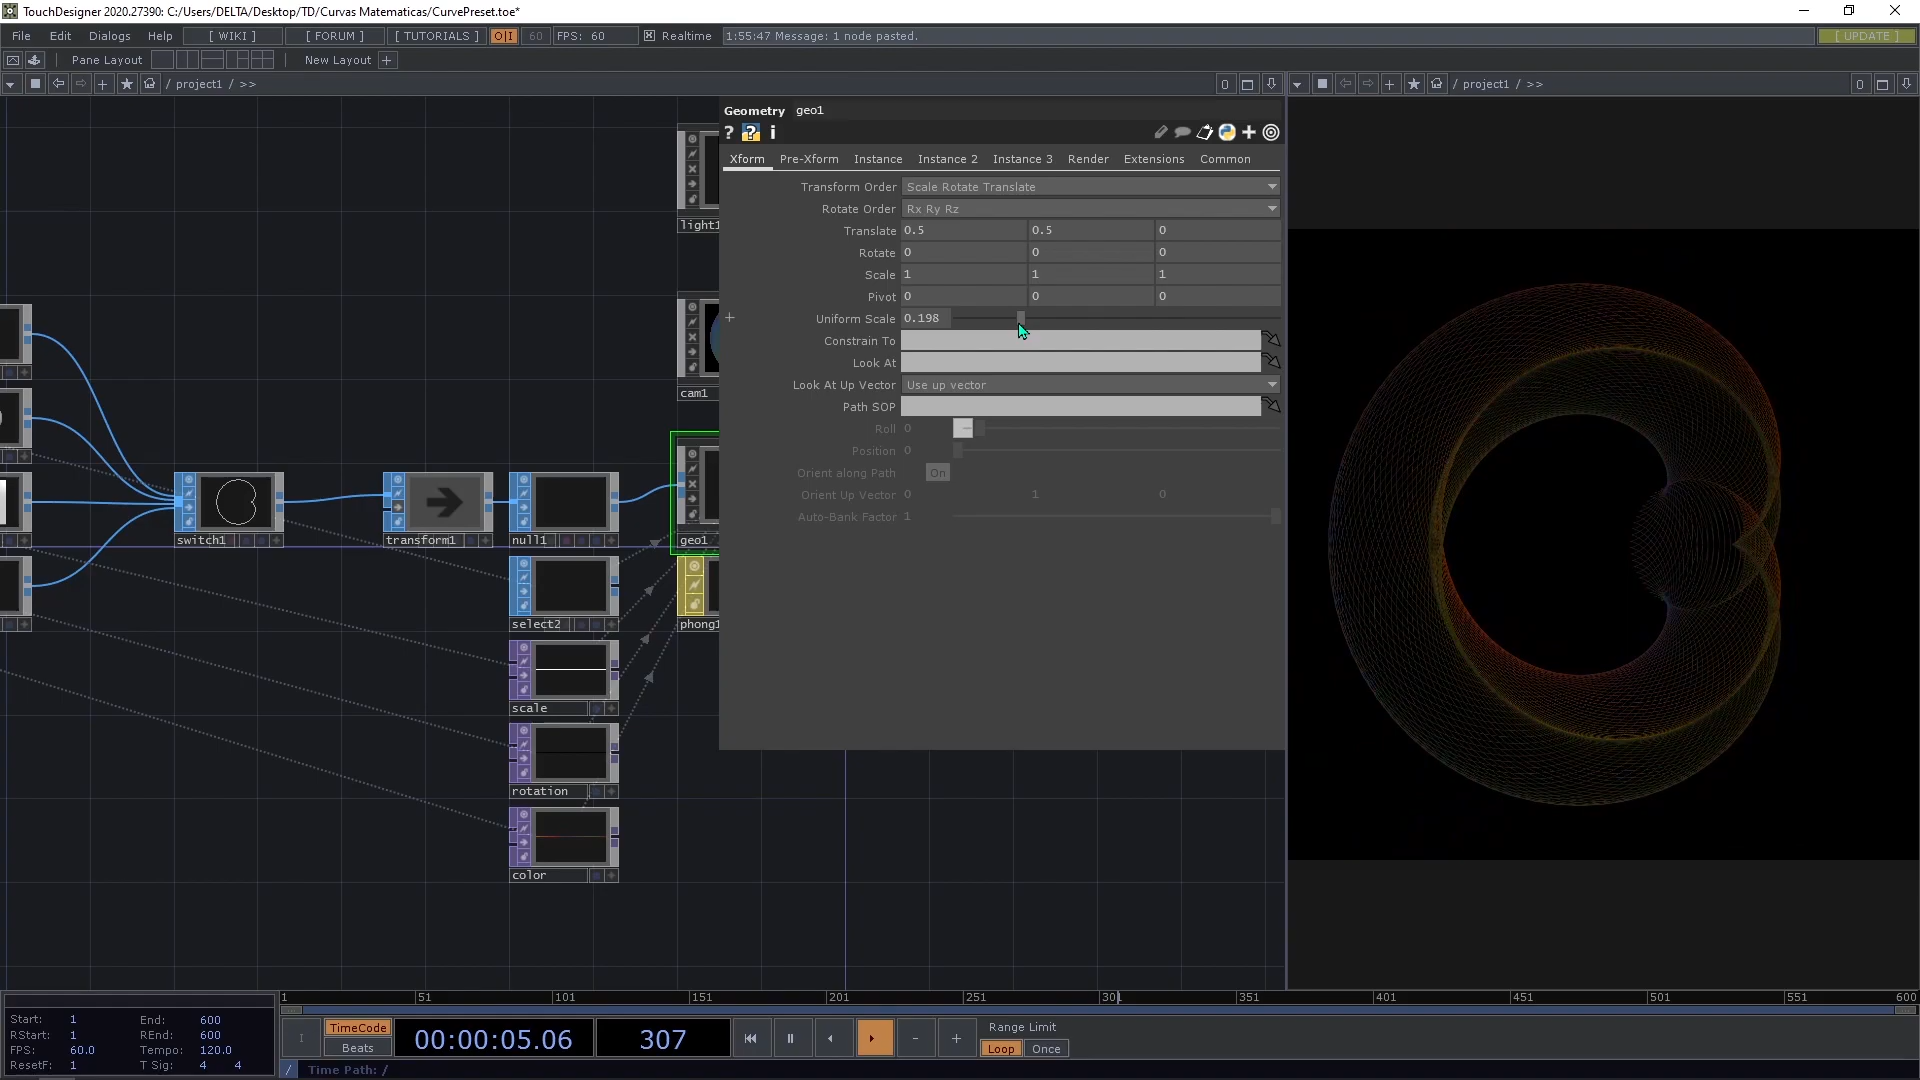 TouchDesigner 2020.27390: C:/Users/DELTA/Desktop/TD/Curvas Matematicas/CurvePreset.toe*
File Edit Dialogs Help [ WIKI ] [ FORUM ] [ TUTORIALS ] O|I 60 FPS: 60 Realtime 1:55:47 Message: 1 node pasted. [ UPDATE ]
Pane Layout New Layout +
/ project1 / >> 0
/ project1 / >> 0
Geometry geo1
? ? i
Xform Pre-Xform Instance Instance 2 Instance 3 Render Extensions Common
Transform Order Scale Rotate Translate
Rotate Order Rx Ry Rz
Translate 0.5 0.5 0
Rotate 0 0 0
Scale 1 1 1
Pivot 0 0 0
Uniform Scale 0.198
Constrain To
Look At
Look At Up Vector Use up vector
Path SOP
Roll 0
Position 0
Orient along Path On
Orient Up Vector 0 1 0
Auto-Bank Factor 1
light1
cam1
switch1
transform1
null1
geo1
select2
phong1
scale
rotation
color
1 51 101 151 201 251 301 351 401 451 501 551 600
Start: 1 End: 600
RStart: 1 REnd: 600
FPS: 60.0 Tempo: 120.0
ResetF: 1 T Sig: 4 4
I
TimeCode
Beats
00:00:05.06
307
- +
Range Limit
Loop Once
/ Time Path: /